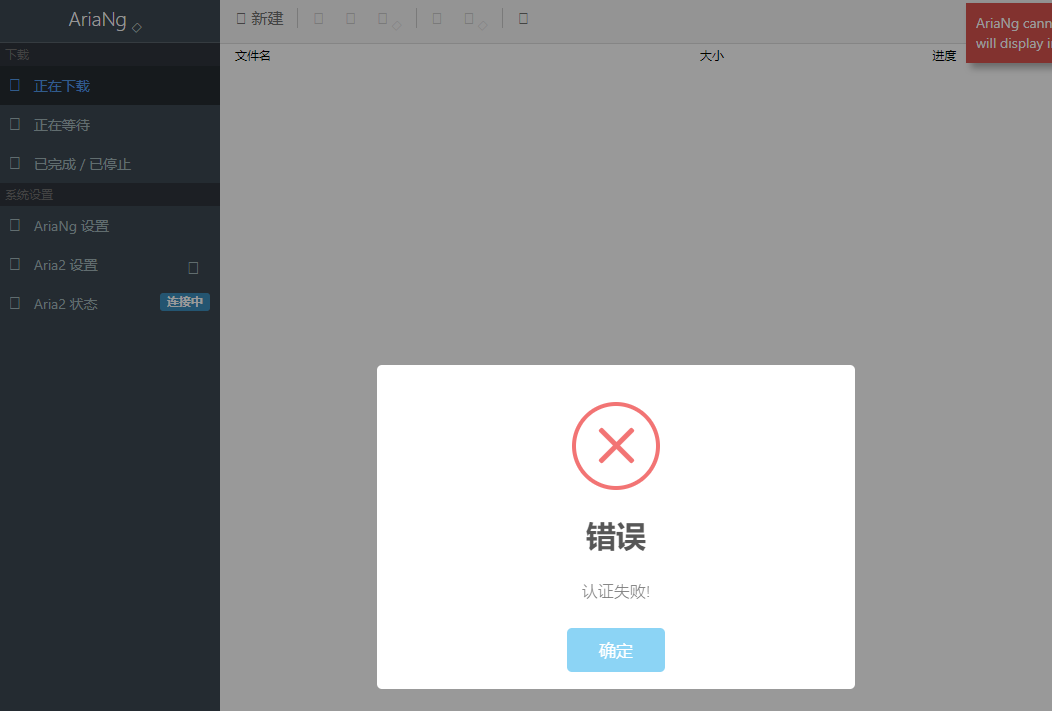 AriaNg
新建
AriaNg cann
will display i
下载
文件名 大小 进度
正在下载
正在等待
已完成 / 已停止
系统设置
AriaNg 设置
Aria2 设置
Aria2 状态 连接中
错误
认证失败!
确定